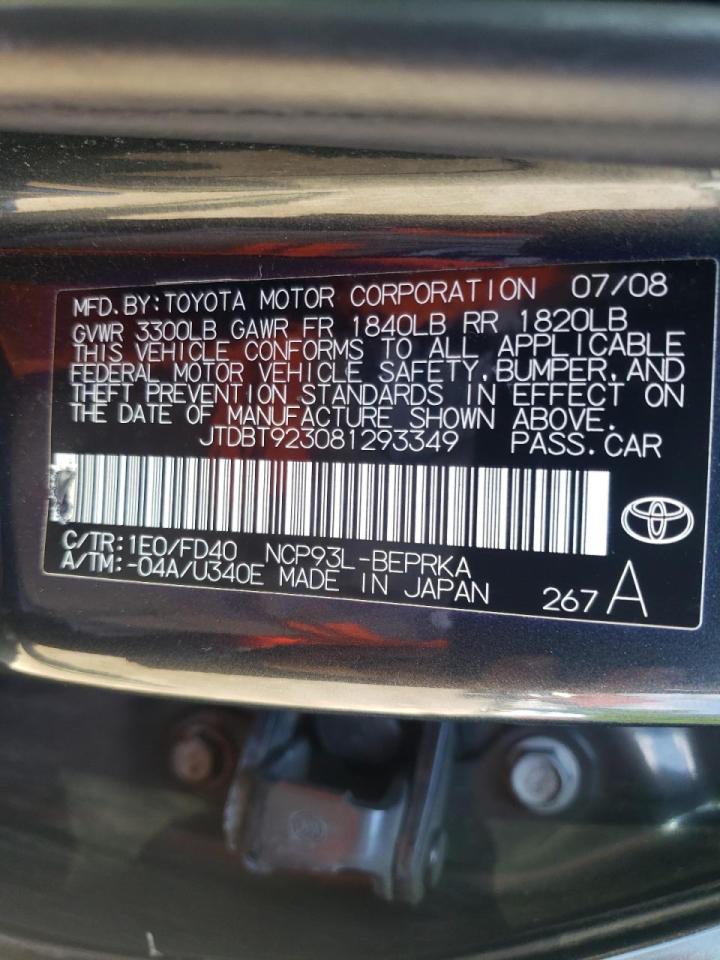 MFD.BY:TOYOTA MOTOR CORPORATION 07/08
GVWR 3300LB GAWR FR 1840LB RR 1820LB
THIS VEHICLE CONFORMS TO ALL APPLICABLE
FEDERAL MOTOR VEHICLE SAFETY,BUMPER,AND
THEFT PREVENTION STANDARDS IN EFFECT ON
THE DATE OF MANUFACTURE SHOWN ABOVE.
JTDBT923081293349 PASS.CAR
C/TR:1E0/FD40 NCP93L-BEPRKA
A/TM:-04A/U340E MADE IN JAPAN
267 A